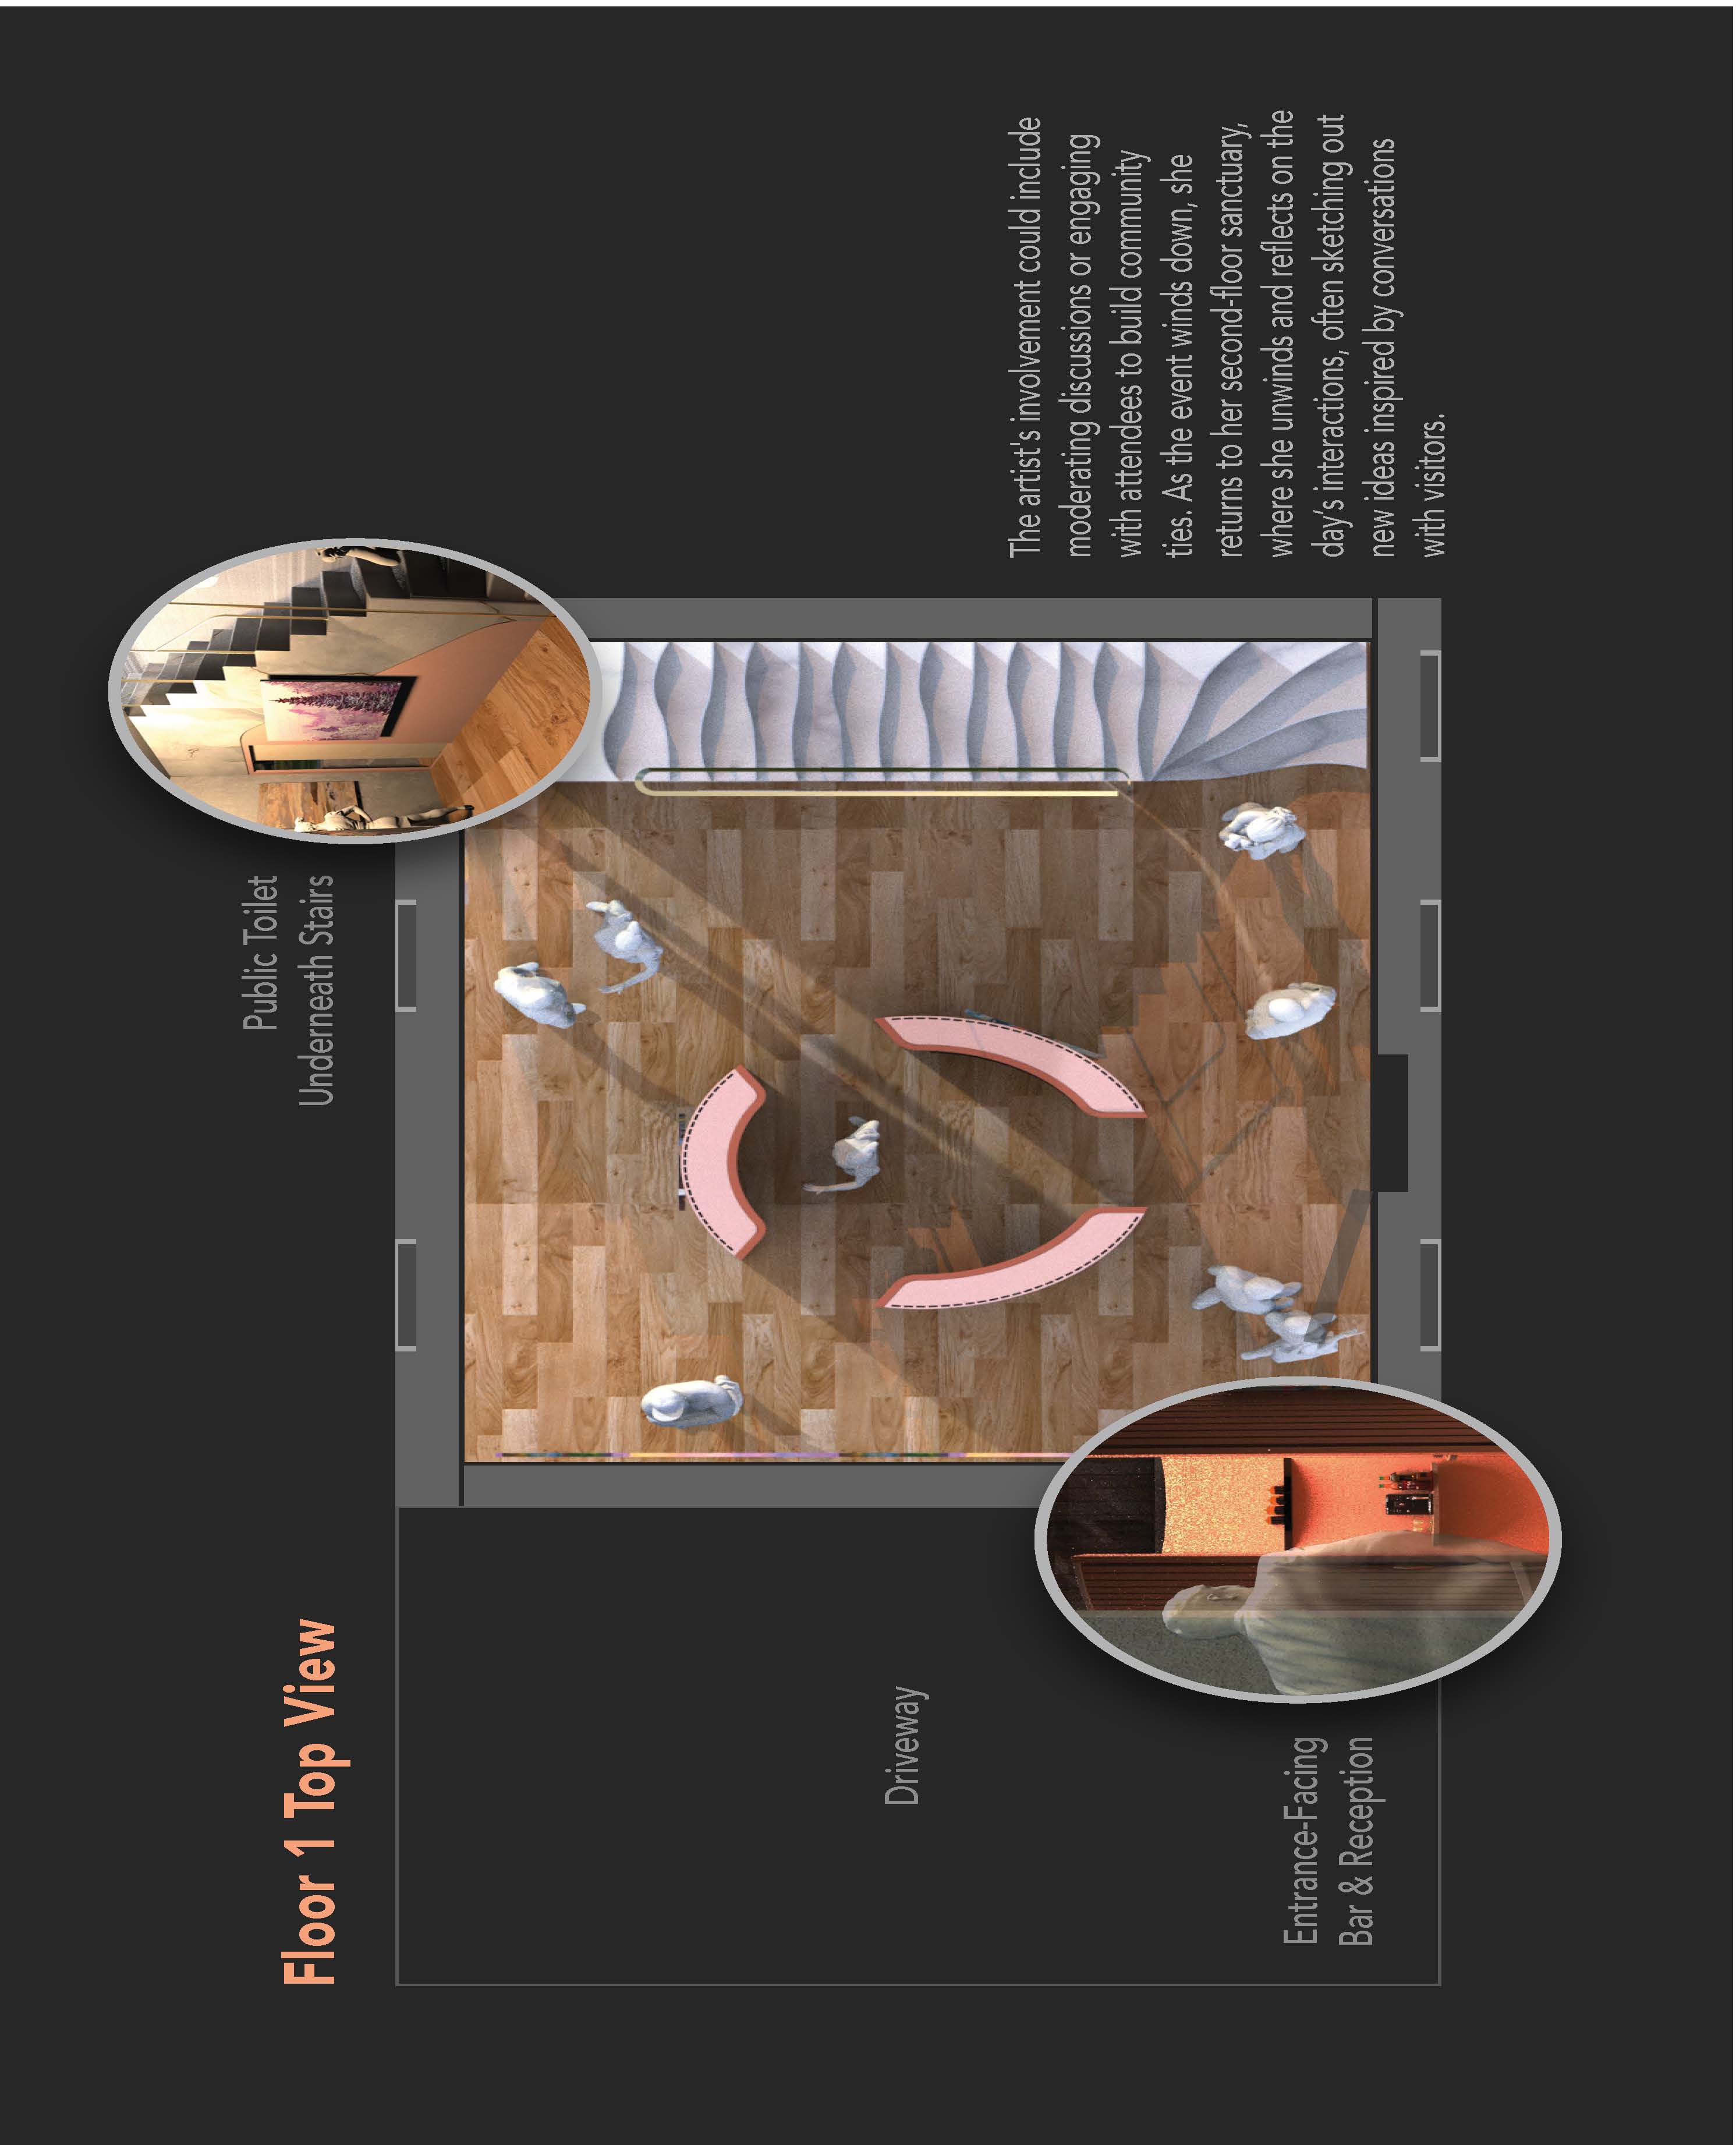 Floor 1 Top View
Public Toilet
Underneath Stairs
Driveway
Entrance-Facing
Bar & Reception
The artist's involvement could include
moderating discussions or engaging
with attendees to build community
ties. As the event winds down, she
returns to her second-floor sanctuary,
where she unwinds and reflects on the
day's interactions, often sketching out
new ideas inspired by conversations
with visitors.